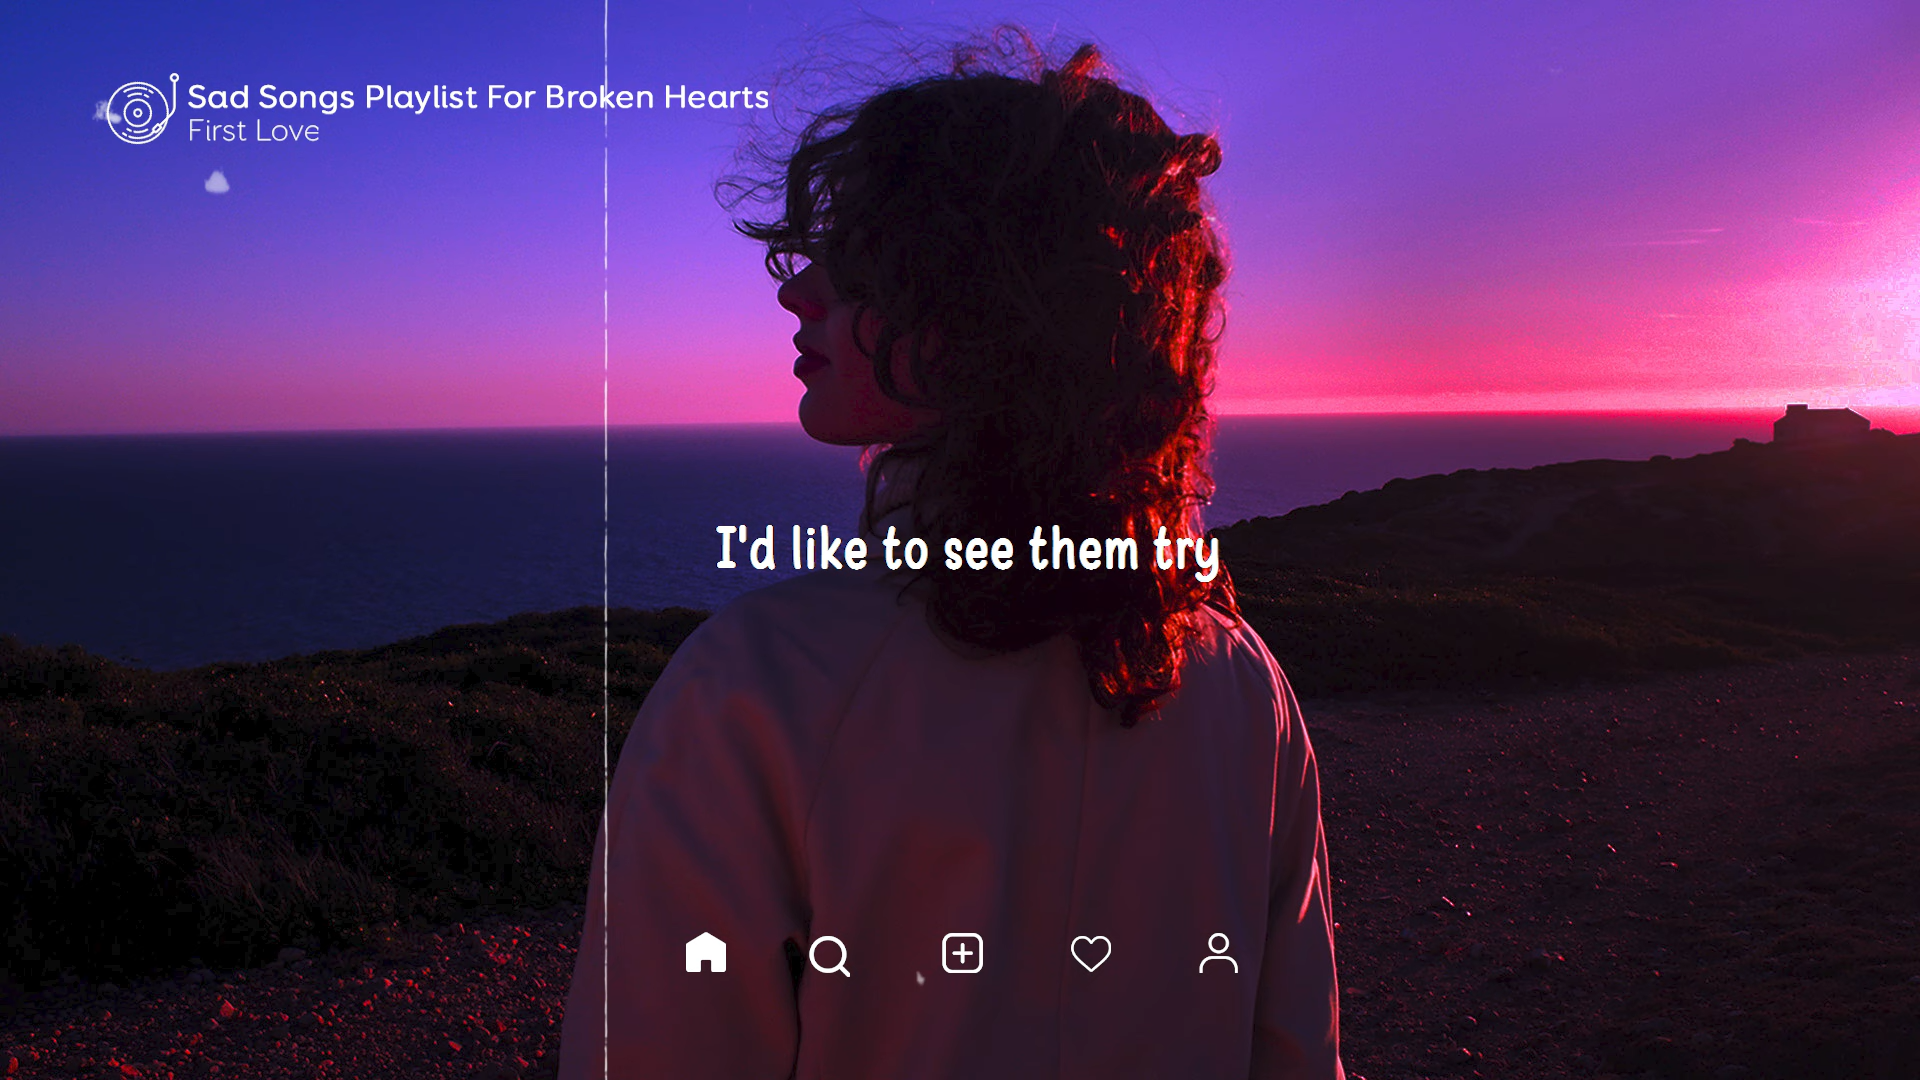 Sad Songs Playlist For Broken Hearts
First Love
I'd like to see them try